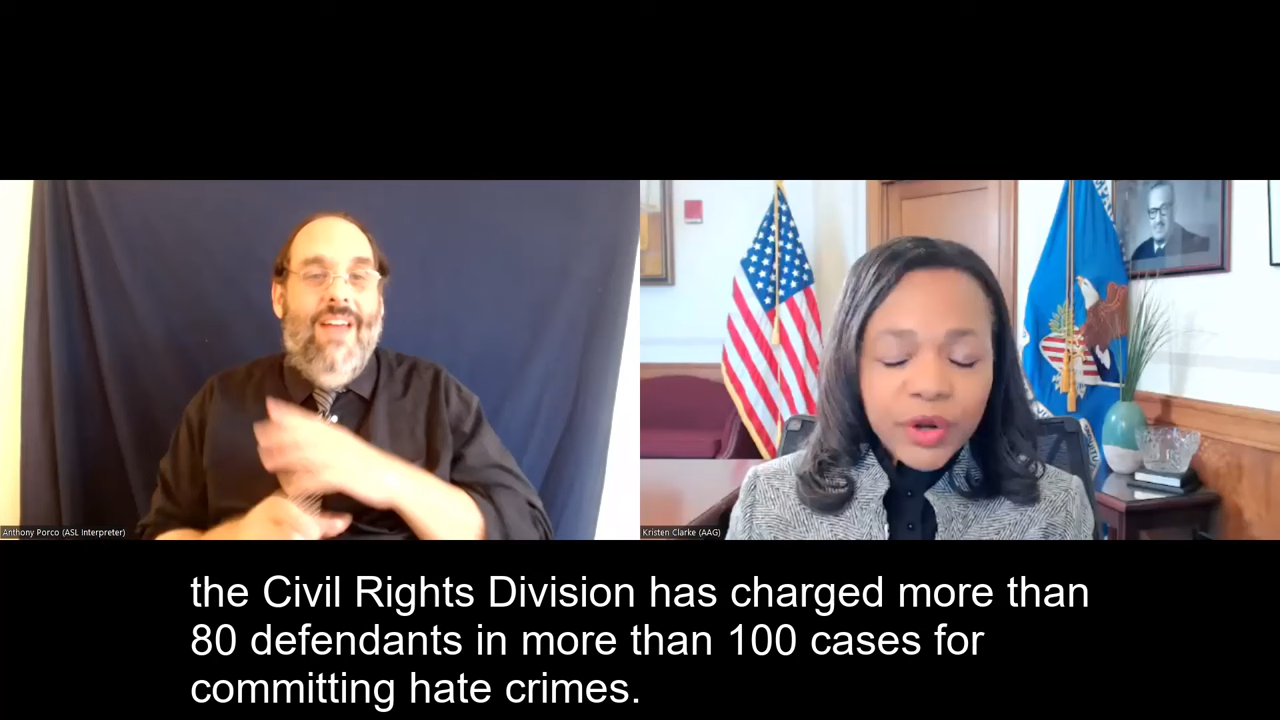 Anthony Porco (ASL Interpreter)
Kristen Clarke (AAG)
the Civil Rights Division has charged more than
80 defendants in more than 100 cases for
committing hate crimes.